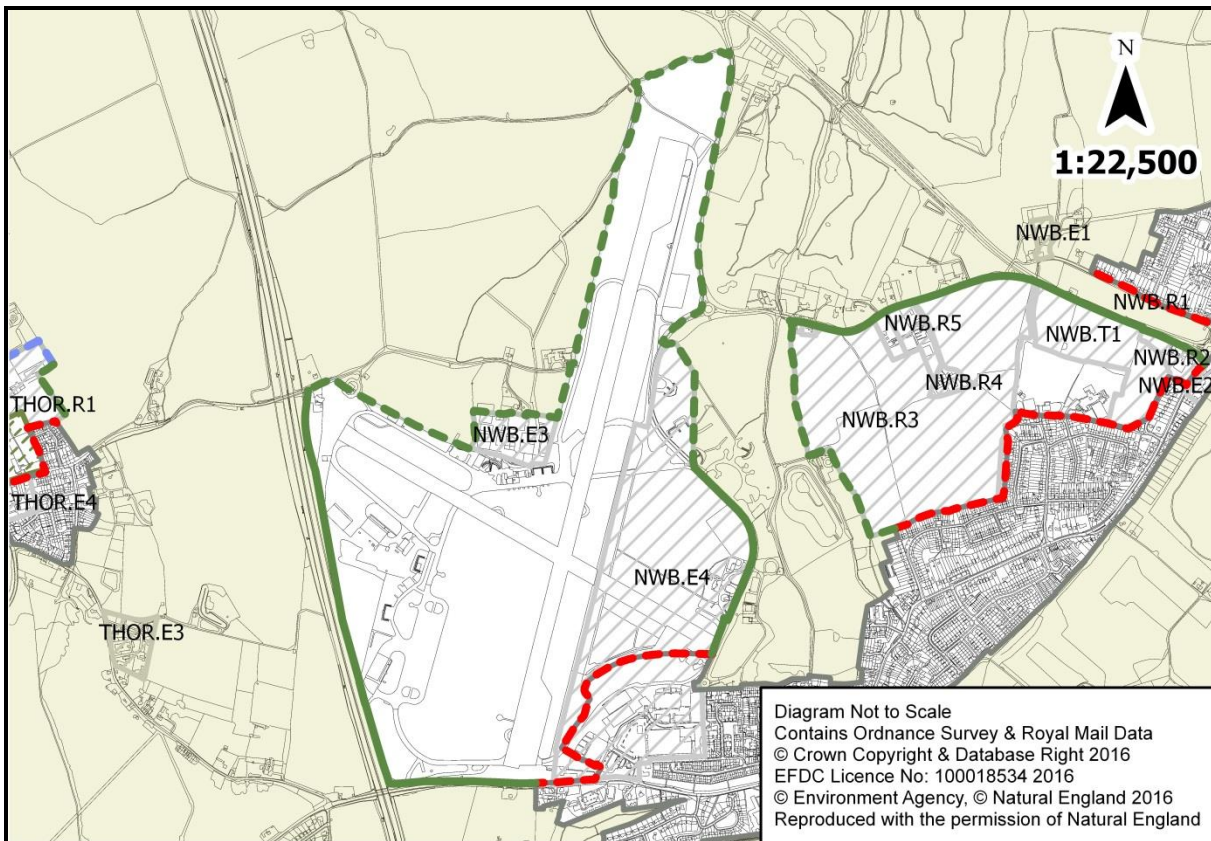 N
1:22,500
NWB.E1
NWB.R1
NWB.R5
NWB.T1
NWB.R2
NWB.R4
NWB.E2
THOR.R1
NWB.R3
NWB.E3
THOR.E4
NWB.E4
THOR.E3
Diagram Not to Scale
Contains Ordnance Survey & Royal Mail Data
© Crown Copyright & Database Right 2016
EFDC Licence No: 100018534 2016
© Environment Agency, © Natural England 2016
Reproduced with the permission of Natural England